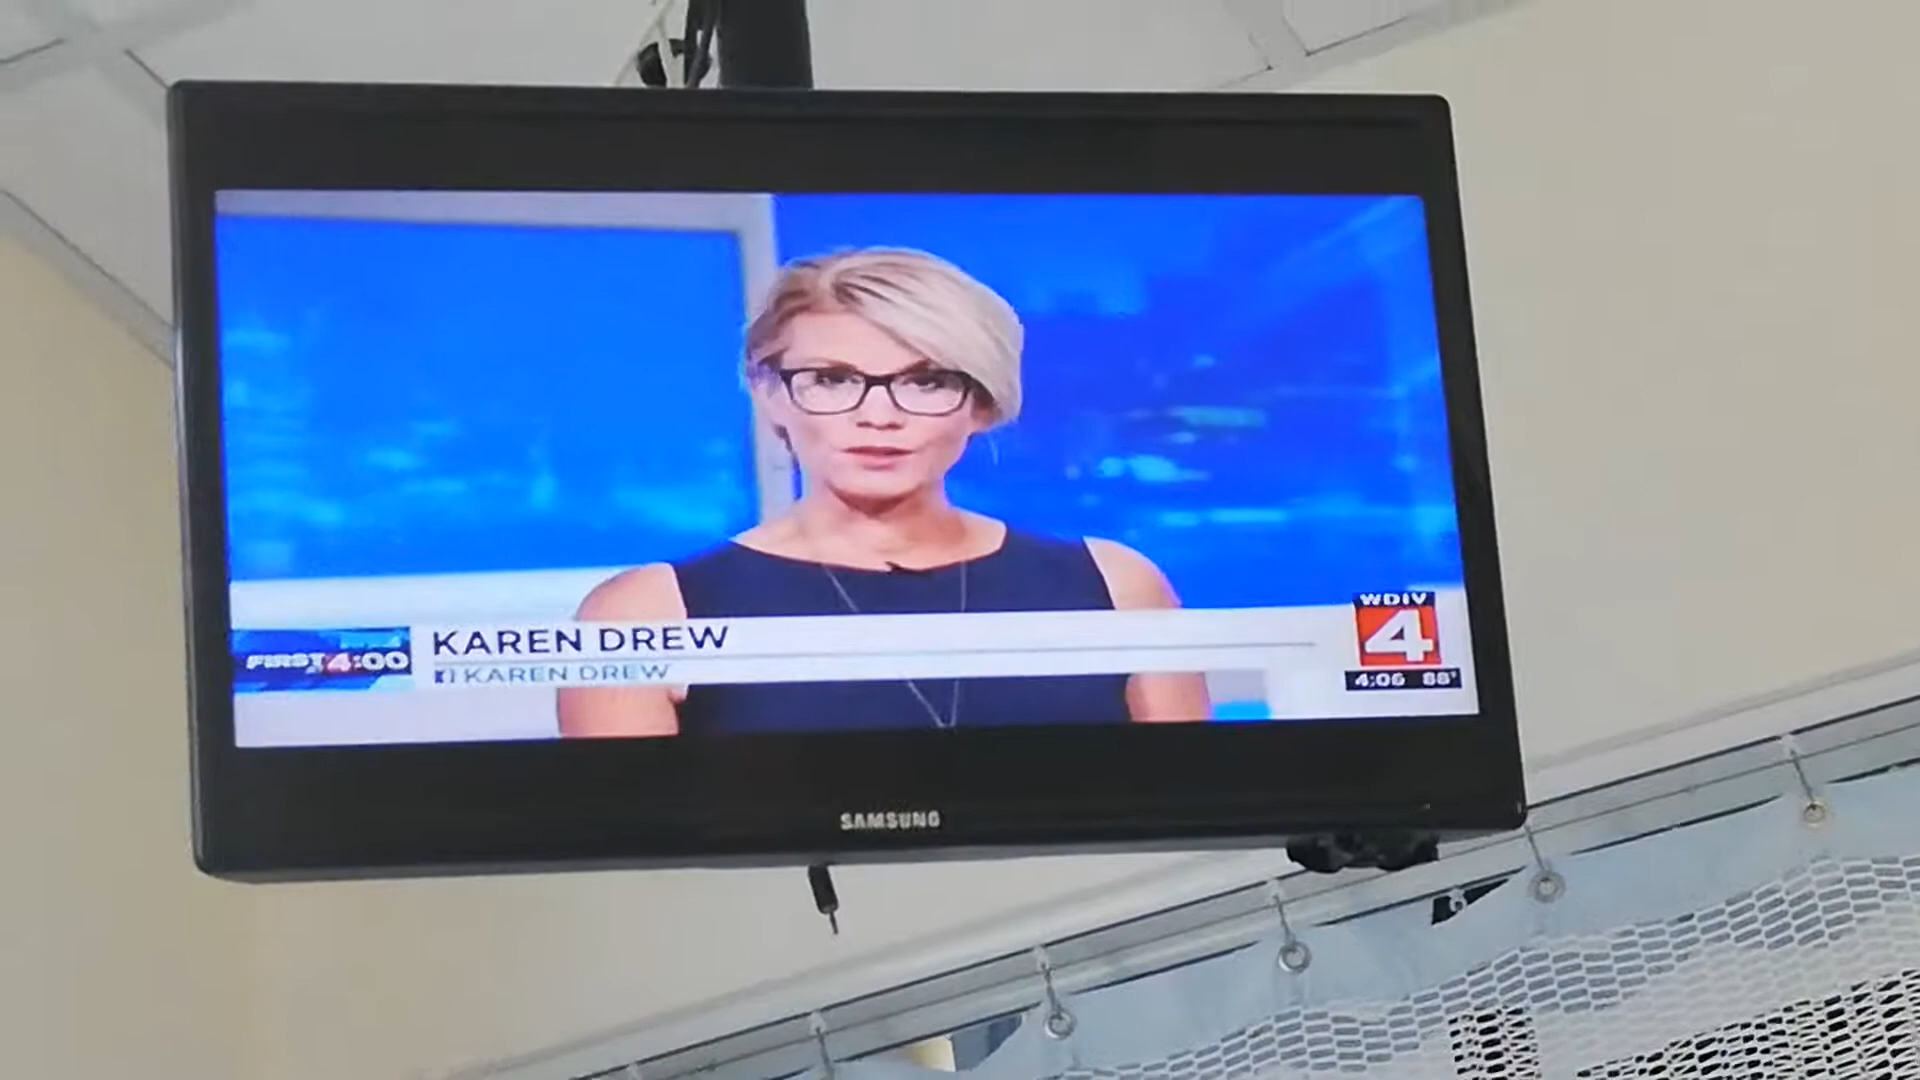 KAREN DREW
KAREN DREW
FIRST 4:00
WDIV
4
4:06 88°
SAMSUNG